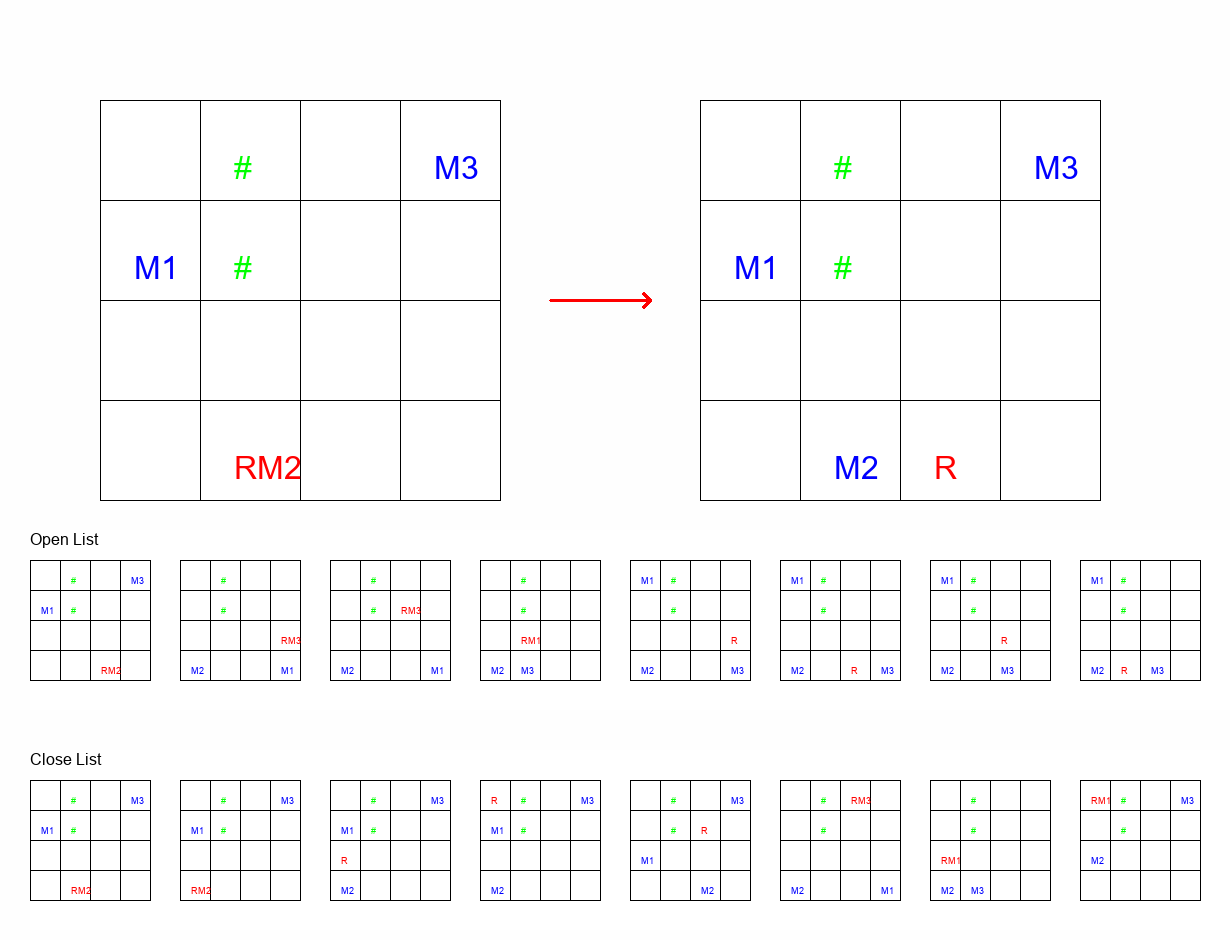 # M3 # M3
M1 # M1 #
RM2 M2 R
Open List
# M3 # # # M1 # M1 # M1 # M1 #
M1 # # # RM3 # # # # #
RM3 RM1 R R
RM2 M2 M1 M2 M1 M2 M3 M2 M3 M2 R M3 M2 M3 M2 R M3
Close List
# M3 # M3 # M3 R # M3 # M3 # RM3 # RM1 # M3
M1 # M1 # M1 # M1 # # R # # #
R M1 RM1 M2
RM2 RM2 M2 M2 M2 M2 M1 M2 M3